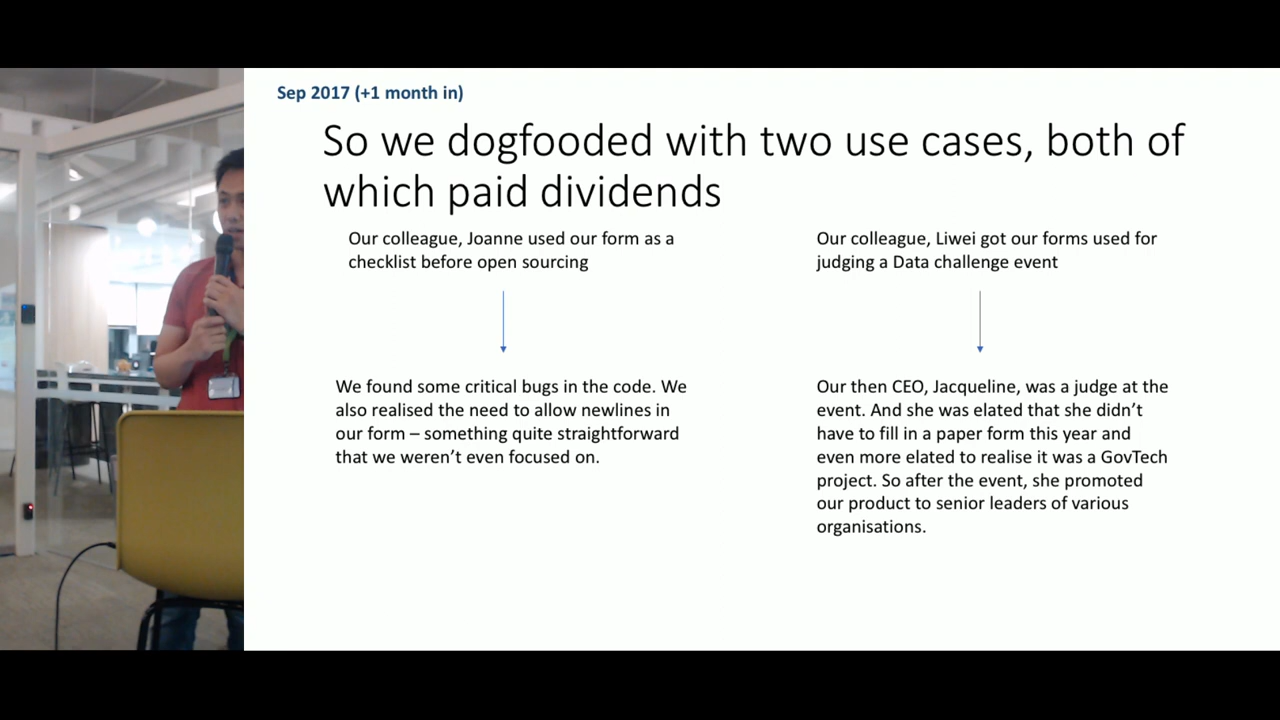 Sep 2017 (+1 month in)
So we dogfooded with two use cases, both of
which paid dividends
Our colleague, Joanne used our form as a
checklist before open sourcing
We found some critical bugs in the code. We
also realised the need to allow newlines in
our form – something quite straightforward
that we weren’t even focused on.
Our colleague, Liwei got our forms used for
judging a Data challenge event
Our then CEO, Jacqueline, was a judge at the
event. And she was elated that she didn’t
have to fill in a paper form this year and
even more elated to realise it was a GovTech
project. So after the event, she promoted
our product to senior leaders of various
organisations.